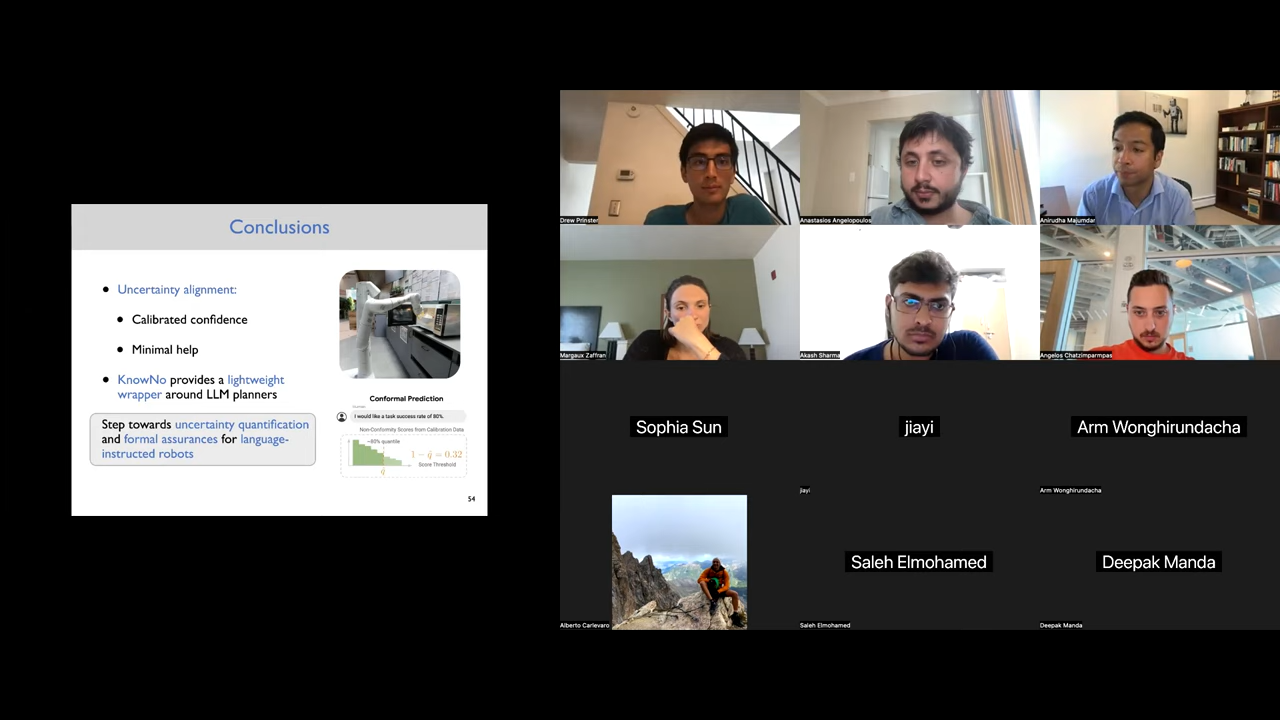 Conclusions
Uncertainty alignment:
Calibrated confidence
Minimal help
KnowNo provides a lightweight
wrapper around LLM planners
Step towards uncertainty quantification
and formal assurances for language-
instructed robots
Conformal Prediction
I would like a task success rate of 80%.
Non-Conformity Scores from Calibration Data
~80% quantile
1 − q̂ = 0.32
Score Threshold
q̂
54
Drew Prinster
Anastasios Angelopoulos
Anirudha Majumdar
Margaux Zaffran
Akash Sharma
Angelos Chatzimparmpas
Sophia Sun
jiayi
Arm Wonghirundacha
jiayi
Arm Wonghirundacha
Saleh Elmohamed
Deepak Manda
Alberto Carlevaro
Saleh Elmohamed
Deepak Manda